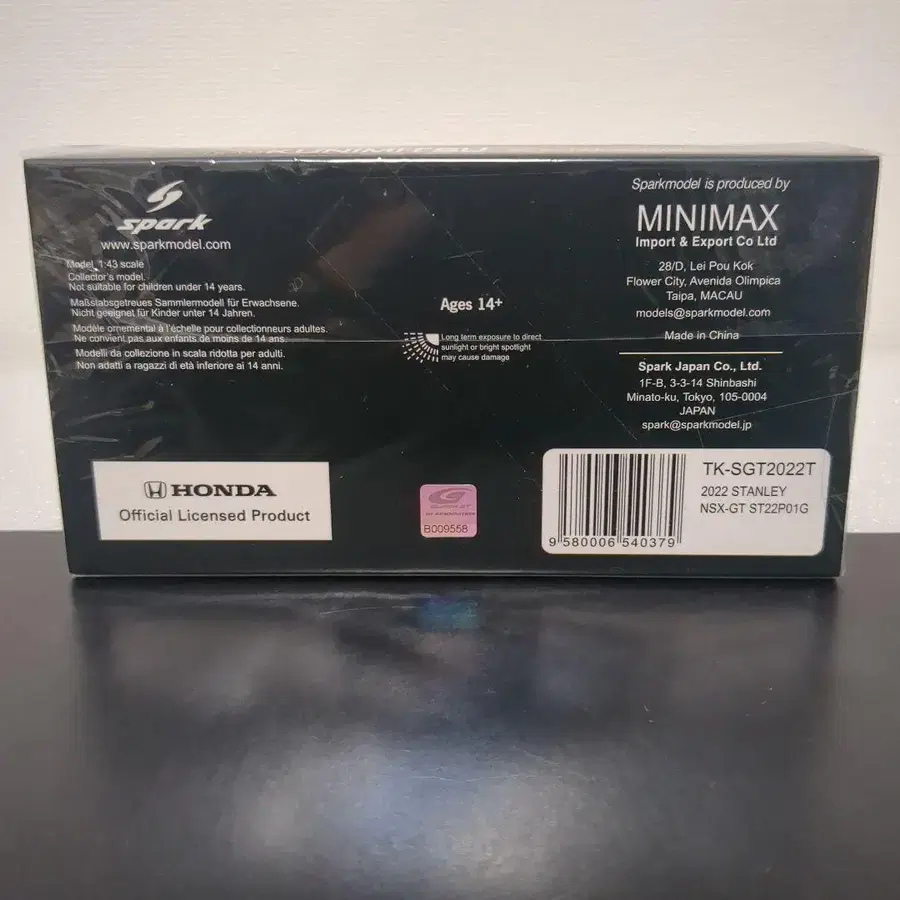 KUNIMITSU
spark
www.sparkmodel.com
Model 1:43 scale
Collector's model.
Not suitable for children under 14 years.
Maßstabsgetreues Sammlermodell für Erwachsene.
Nicht geeignet für Kinder unter 14 Jahren.
Modèle ornemental à l'échelle pour collectionneurs adultes.
Ne convient pas aux enfants de moins de 14 ans.
Modelli da collezione in scala ridotta per adulti.
Non adatti a ragazzi di età inferiore ai 14 anni.
HONDA
Official Licensed Product
Ages 14+
Long term exposure to direct
sunlight or bright spotlight
may cause damage
SUPER GT
B009558
Sparkmodel is produced by
MINIMAX
Import & Export Co Ltd
28/D, Lei Pou Kok
Flower City, Avenida Olimpica
Taipa, MACAU
models@sparkmodel.com
Made in China
Spark Japan Co., Ltd.
1F-B, 3-3-14 Shinbashi
Minato-ku, Tokyo, 105-0004
JAPAN
spark@sparkmodel.jp
TK-SGT2022T
2022 STANLEY
NSX-GT ST22P01G
9 580006 540379